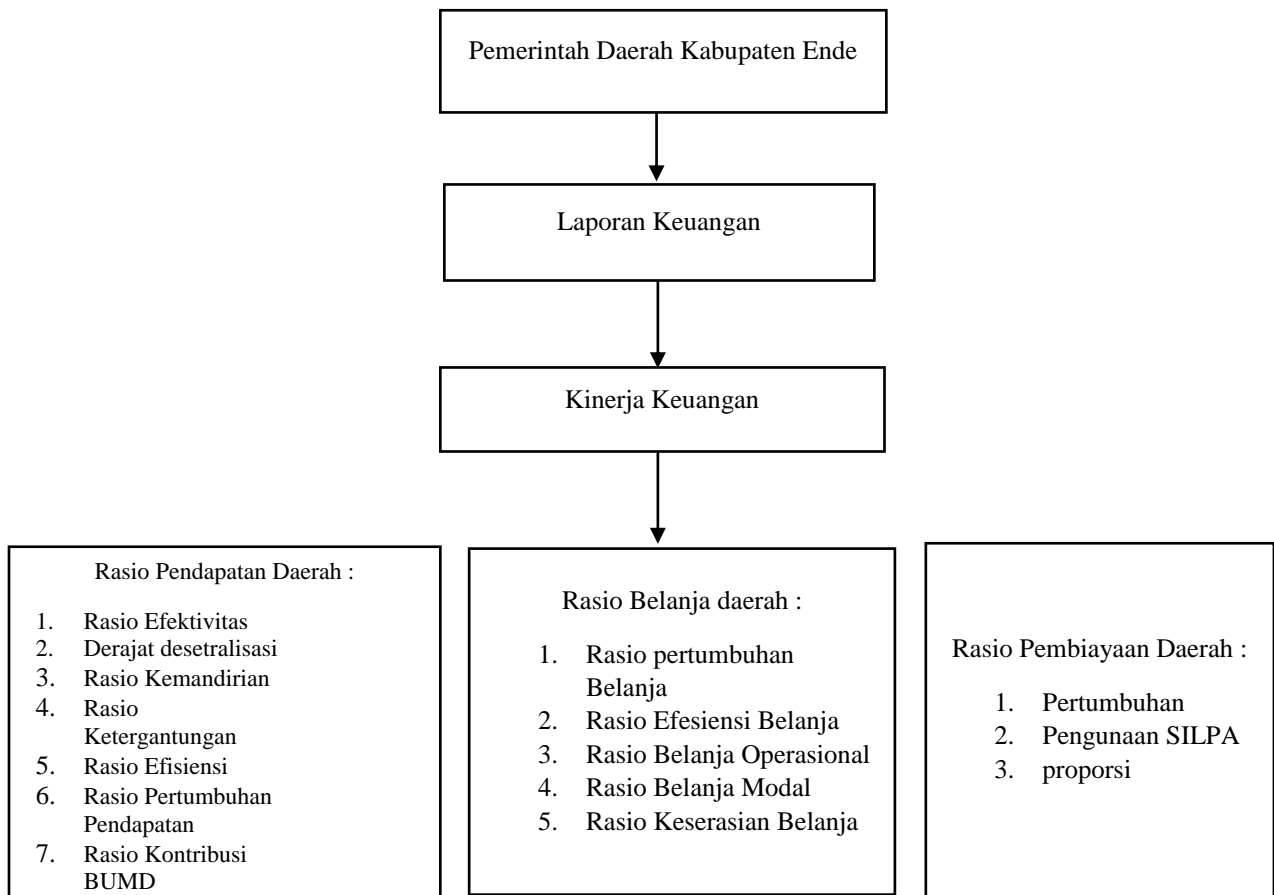 Pemerintah Daerah Kabupaten Ende
Laporan Keuangan
Kinerja Keuangan
Rasio Pendapatan Daerah :
1. Rasio Efektivitas
2. Derajat desetralisasi
3. Rasio Kemandirian
4. Rasio
Ketergantungan
5. Rasio Efisiensi
6. Rasio Pertumbuhan
Pendapatan
7. Rasio Kontribusi
BUMD
Rasio Belanja daerah :
1. Rasio pertumbuhan
Belanja
2. Rasio Efesiensi Belanja
3. Rasio Belanja Operasional
4. Rasio Belanja Modal
5. Rasio Keserasian Belanja
Rasio Pembiayaan Daerah :
1. Pertumbuhan
2. Pengunaan SILPA
3. proporsi